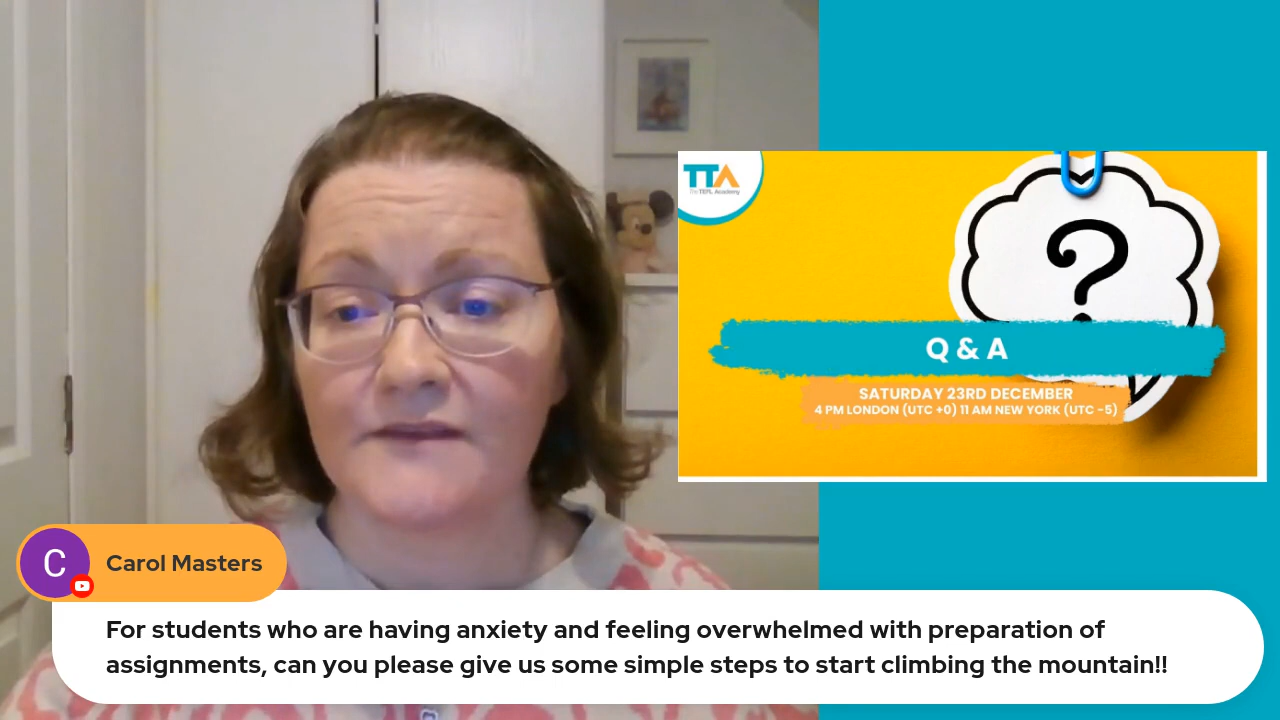 TTA
The TEFL Academy
?
Q & A
SATURDAY 23RD DECEMBER
4 PM LONDON (UTC +0) 11 AM NEW YORK (UTC -5)
C
Carol Masters
For students who are having anxiety and feeling overwhelmed with preparation of
assignments, can you please give us some simple steps to start climbing the mountain!!